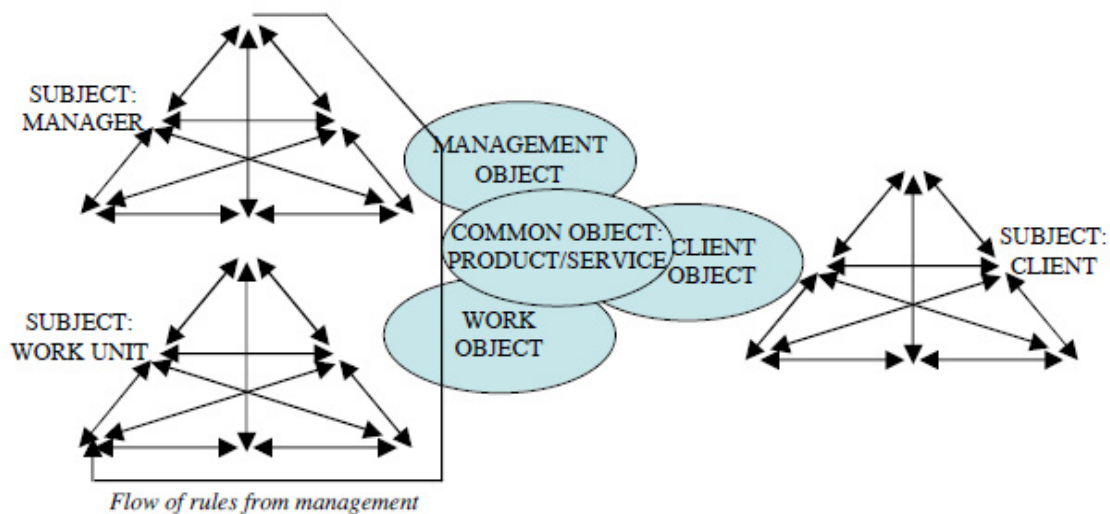 SUBJECT:
MANAGER
MANAGEMENT
OBJECT
COMMON OBJECT:
PRODUCT/SERVICE
CLIENT
OBJECT
SUBJECT:
CLIENT
SUBJECT:
WORK UNIT
WORK
OBJECT
Flow of rules from management